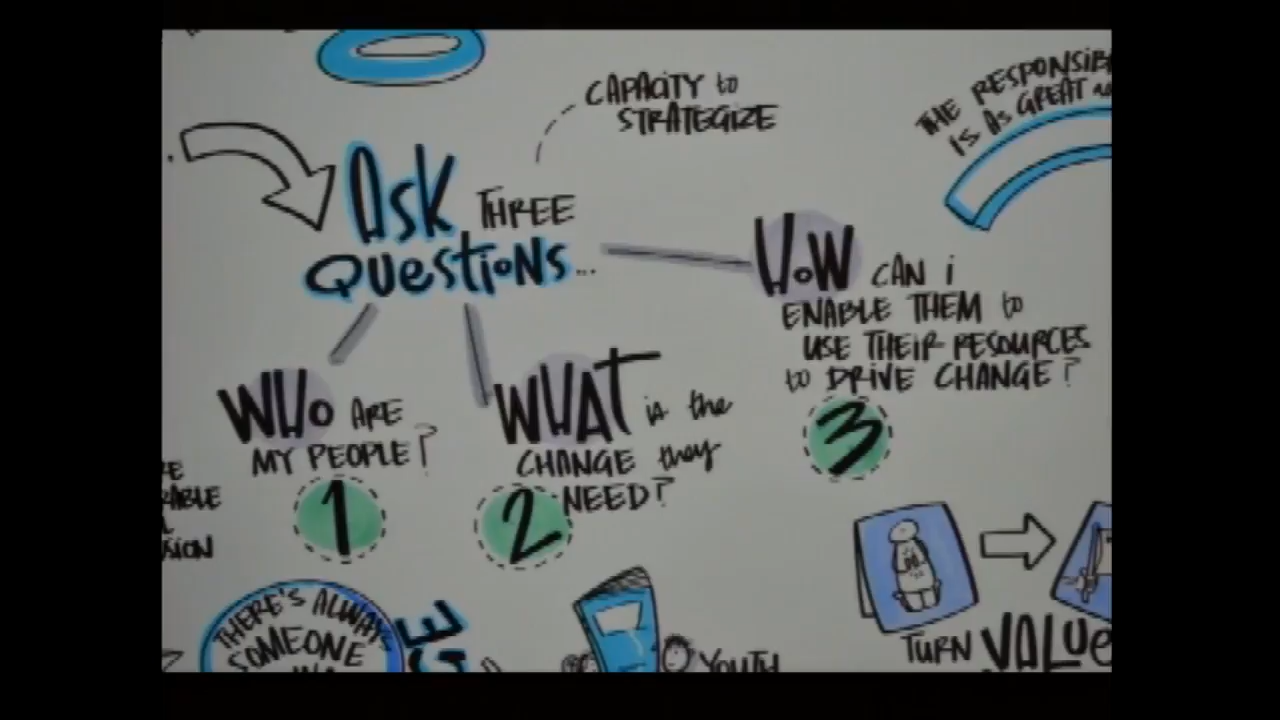 CAPACITY to
STRATEGIZE
THE RESPONSIB
IS AS GREAT
ASK THREE
QUESTIONS...
HOW CAN i
ENABLE THEM to
USE THEIR RESOURCES
to DRIVE CHANGE?
3
WHO ARE
MY PEOPLE?
1
WHAT is the
CHANGE they
NEED?
2
THERE'S ALWAYS
SOMEONE
YOUTH
TURN VALUE